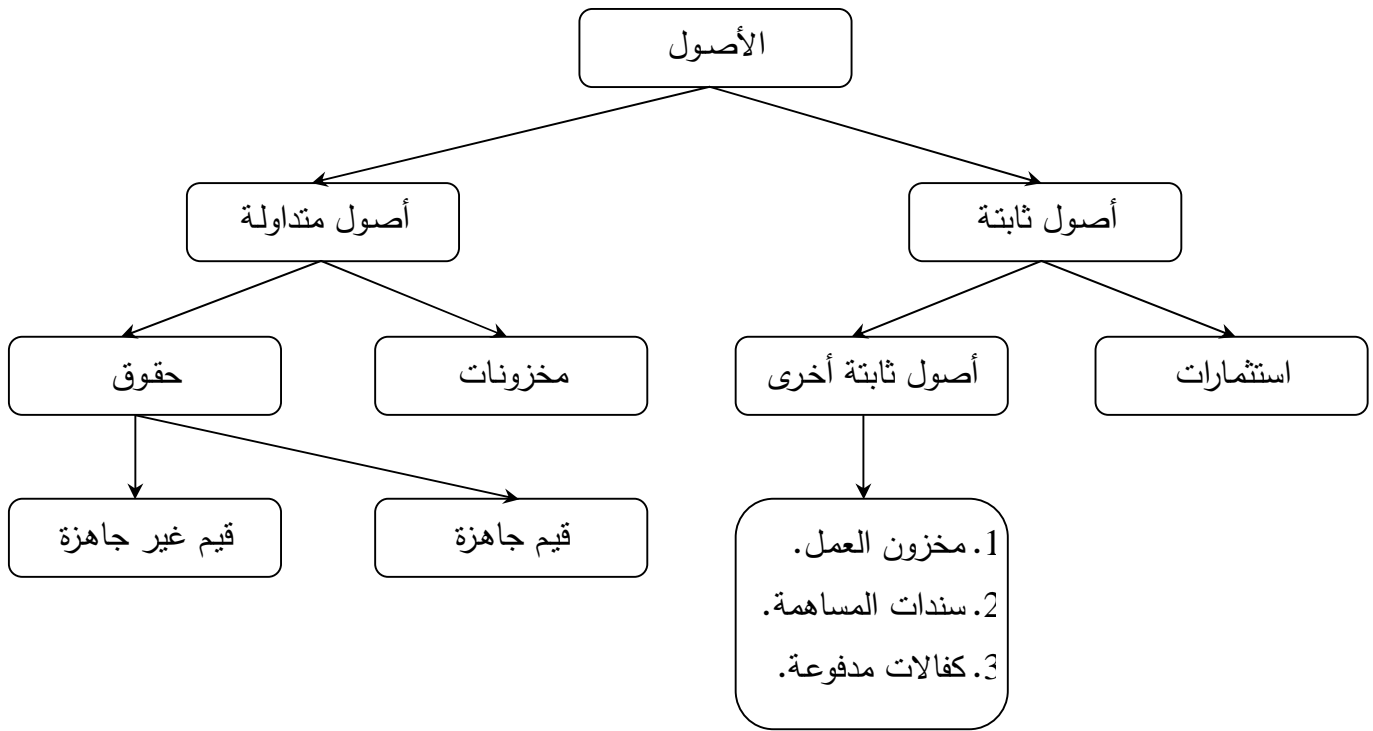 الأصول
أصول ثابتة
أصول متداولة
استثمارات
أصول ثابتة أخرى
مخزونات
حقوق
1. مخزون العمل.
2. سندات المساهمة.
3. كفالات مدفوعة.
قيم جاهزة
قيم غير جاهزة